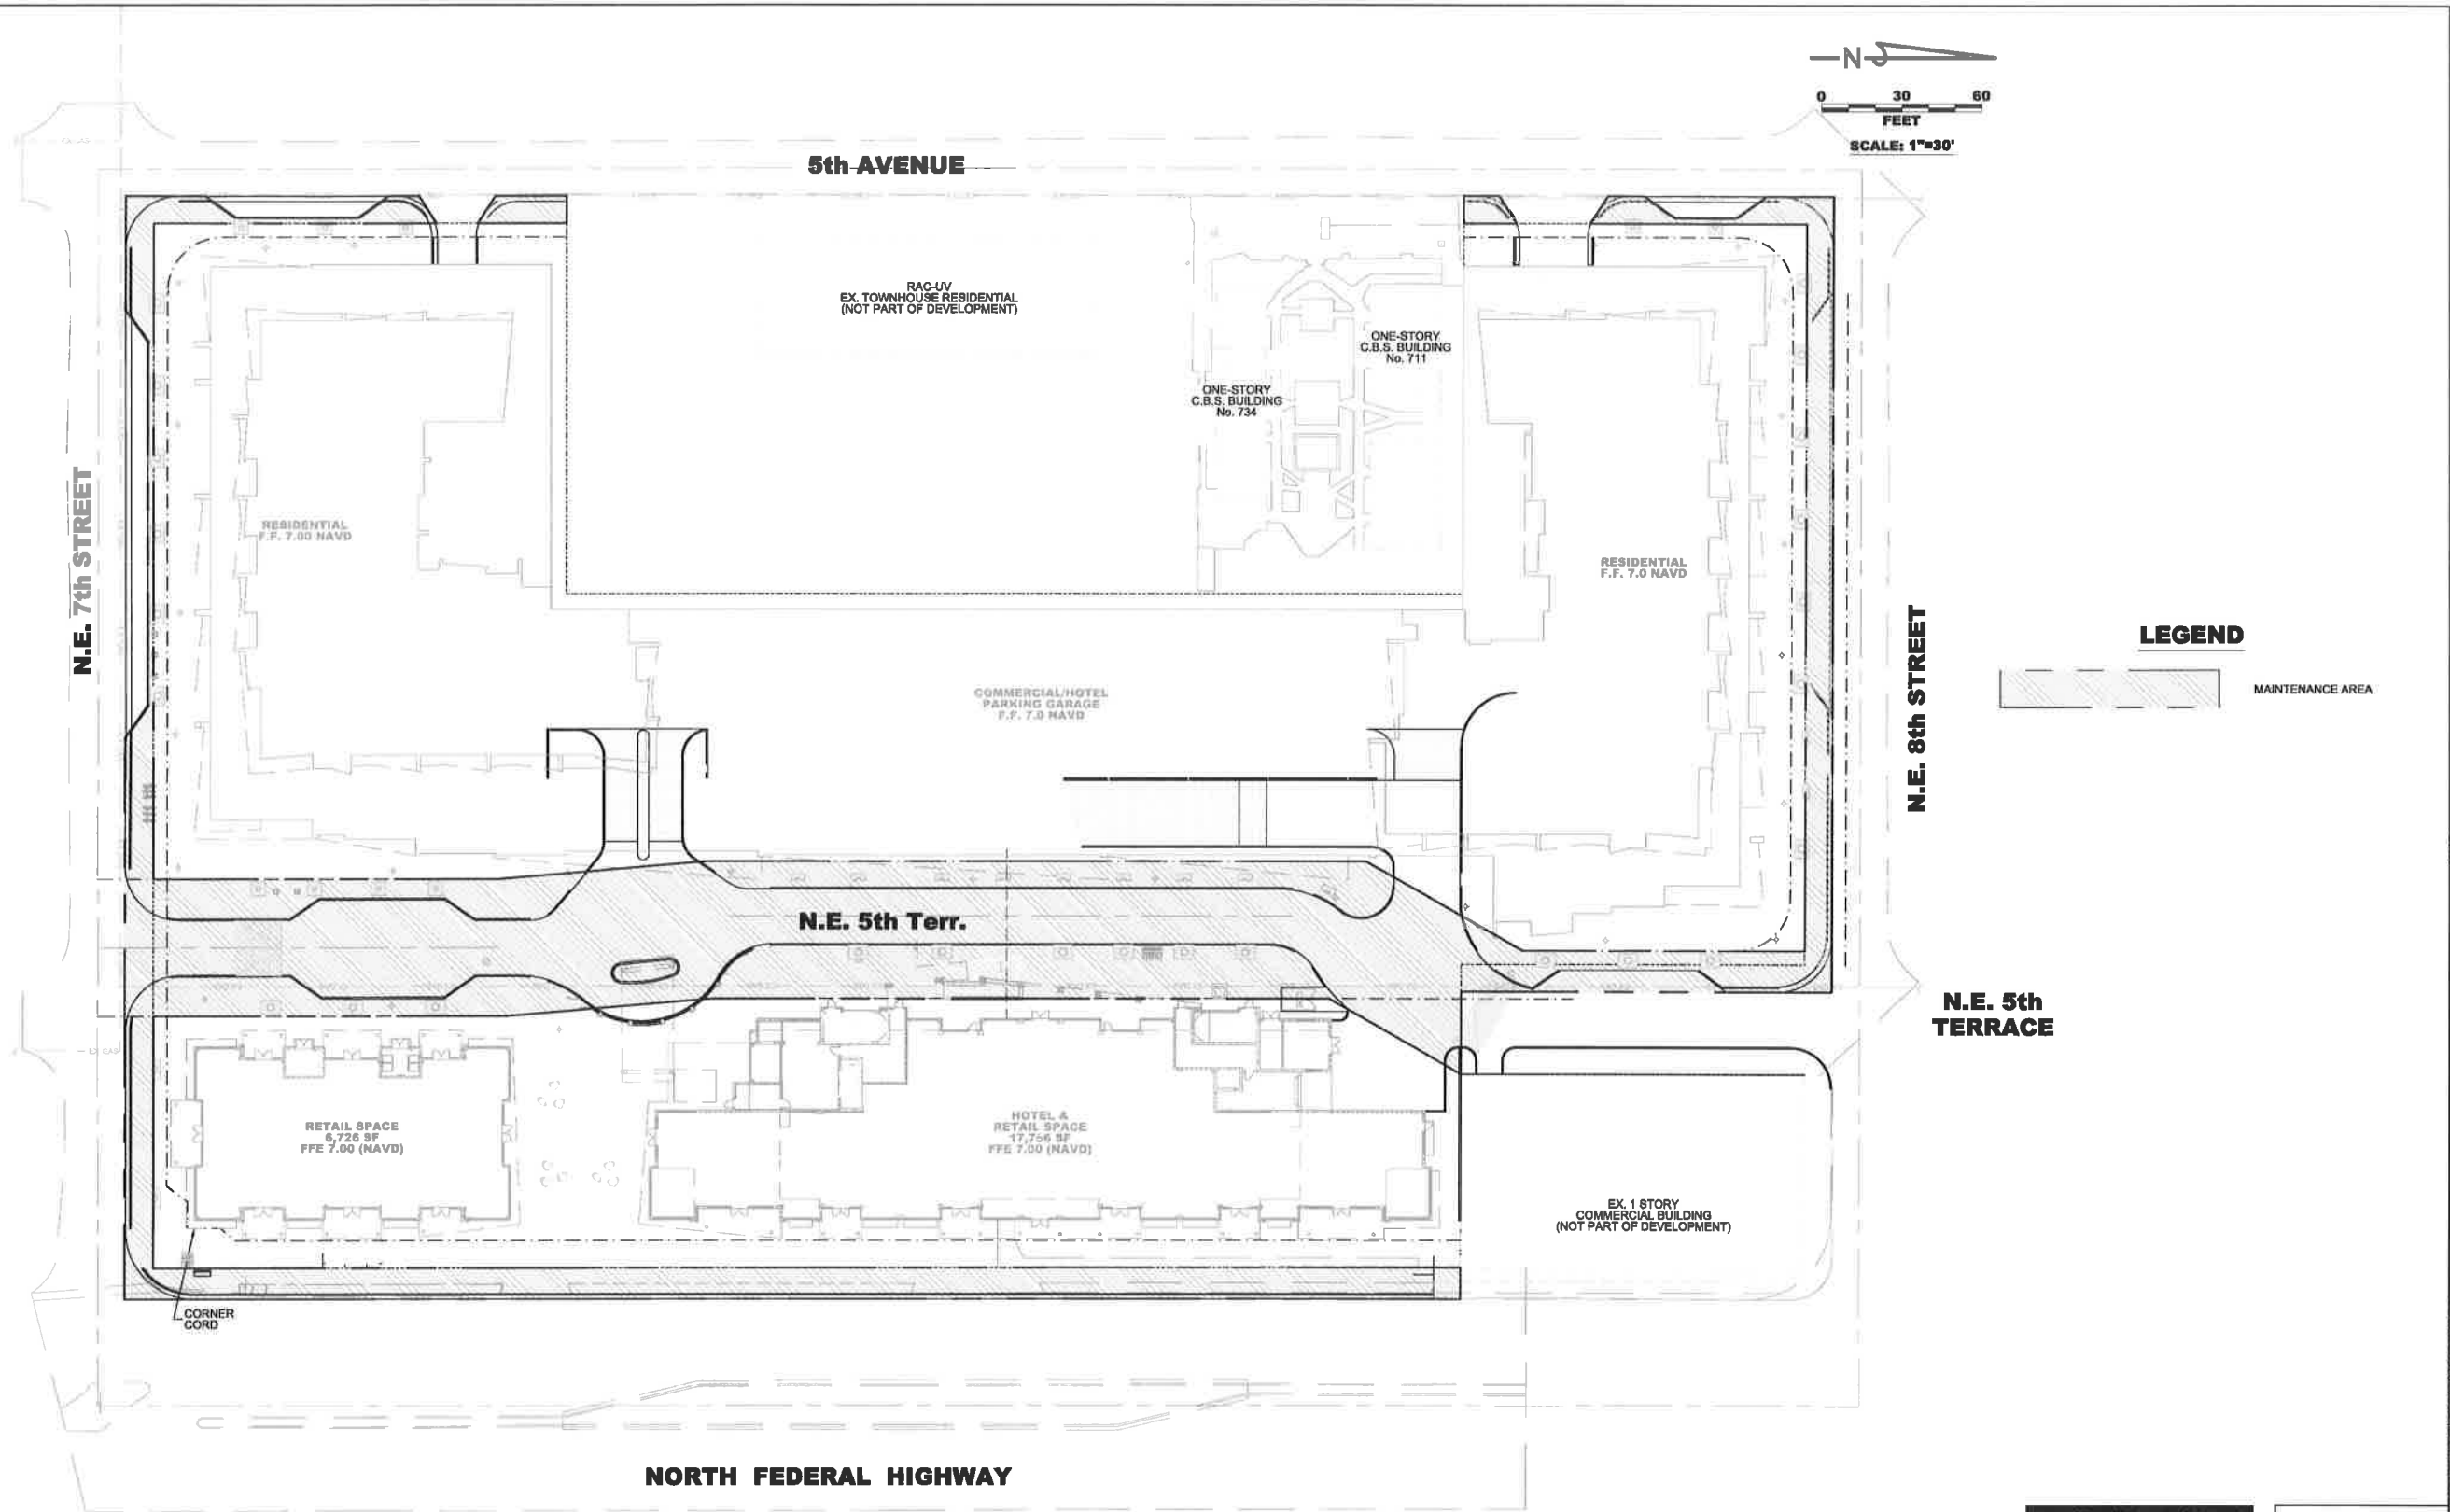 N
0 30 60
FEET
SCALE: 1"=30'
5th AVENUE
RAC-UV
EX. TOWNHOUSE RESIDENTIAL
(NOT PART OF DEVELOPMENT)
ONE-STORY
C.B.S. BUILDING
No. 711
ONE-STORY
C.B.S. BUILDING
No. 734
N.E. 7th STREET
RESIDENTIAL
F.F. 7.00 NAVD
RESIDENTIAL
F.F. 7.0 NAVD
N.E. 8th STREET
LEGEND
MAINTENANCE AREA
COMMERCIAL/HOTEL
PARKING GARAGE
F.F. 7.0 NAVD
N.E. 5th Terr.
N.E. 5th
TERRACE
RETAIL SPACE
6,726 SF
FFE 7.00 (NAVD)
HOTEL &
RETAIL SPACE
17,766 SF
FFE 7.00 (NAVD)
EX. 1 STORY
COMMERCIAL BUILDING
(NOT PART OF DEVELOPMENT)
CORNER
CORD
NORTH FEDERAL HIGHWAY